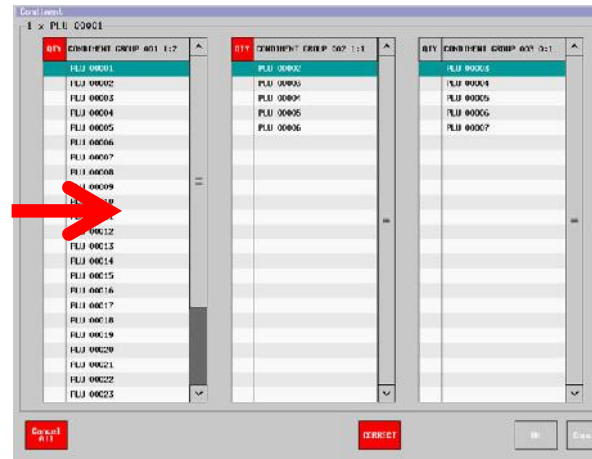 Condiment
1 x PLU 00001
QTY CONDIMENT GROUP 001 1:2
PLU 00001
PLU 00002
PLU 00003
PLU 00004
PLU 00005
PLU 00006
PLU 00007
PLU 00008
PLU 00009
00012
PLU 00013
PLU 00014
PLU 00015
PLU 00016
PLU 00017
PLU 00018
PLU 00019
PLU 00020
PLU 00021
PLU 00022
PLU 00023
QTY CONDIMENT GROUP 002 1:1
PLU 00002
PLU 00003
PLU 00004
PLU 00005
PLU 00006
QTY CONDIMENT GROUP 003 0:1
PLU 00003
PLU 00004
PLU 00005
PLU 00006
PLU 00007
Cancel
All
CORRECT
OK